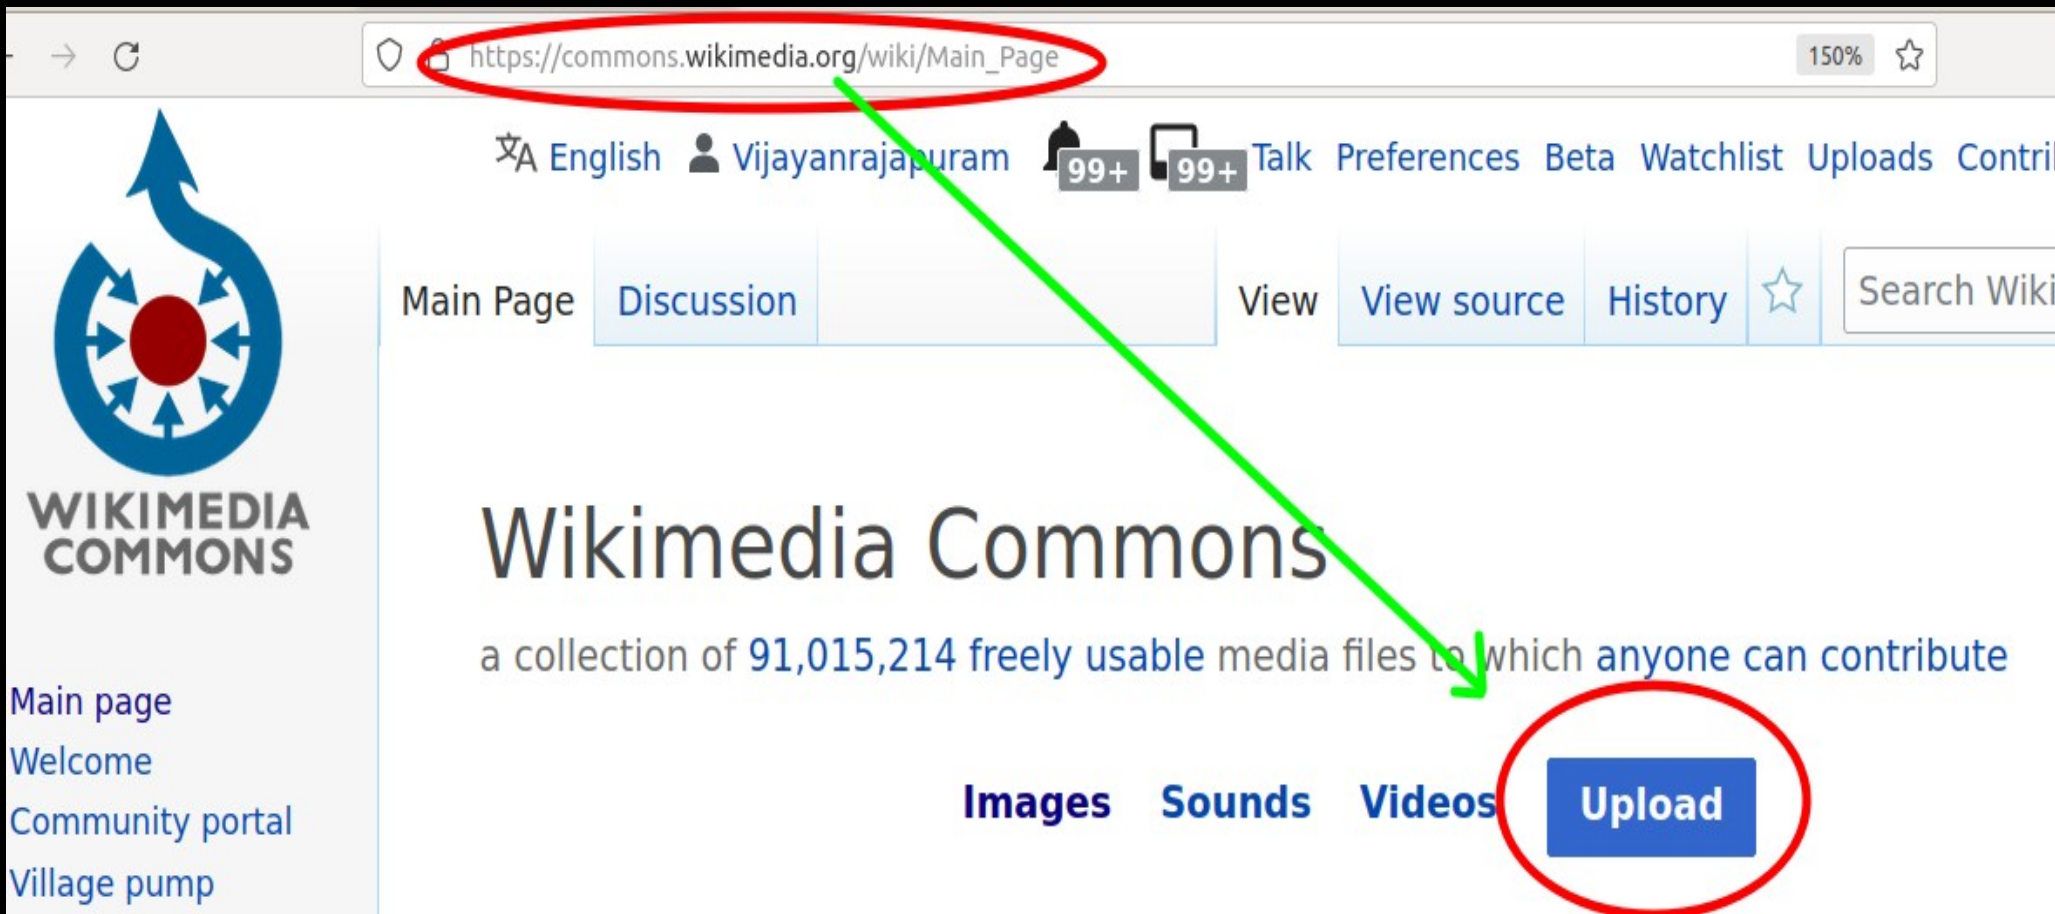 https://commons.wikimedia.org/wiki/Main_Page 150%
English Vijayanrajapuram 99+ 99+ Talk Preferences Beta Watchlist Uploads
Main Page Discussion View View source History Search
WIKIMEDIA
COMMONS
Wikimedia Commons
a collection of 91,015,214 freely usable media files to which anyone can contribute
Main page
Welcome
Community portal
Village pump
Images Sounds Videos Upload